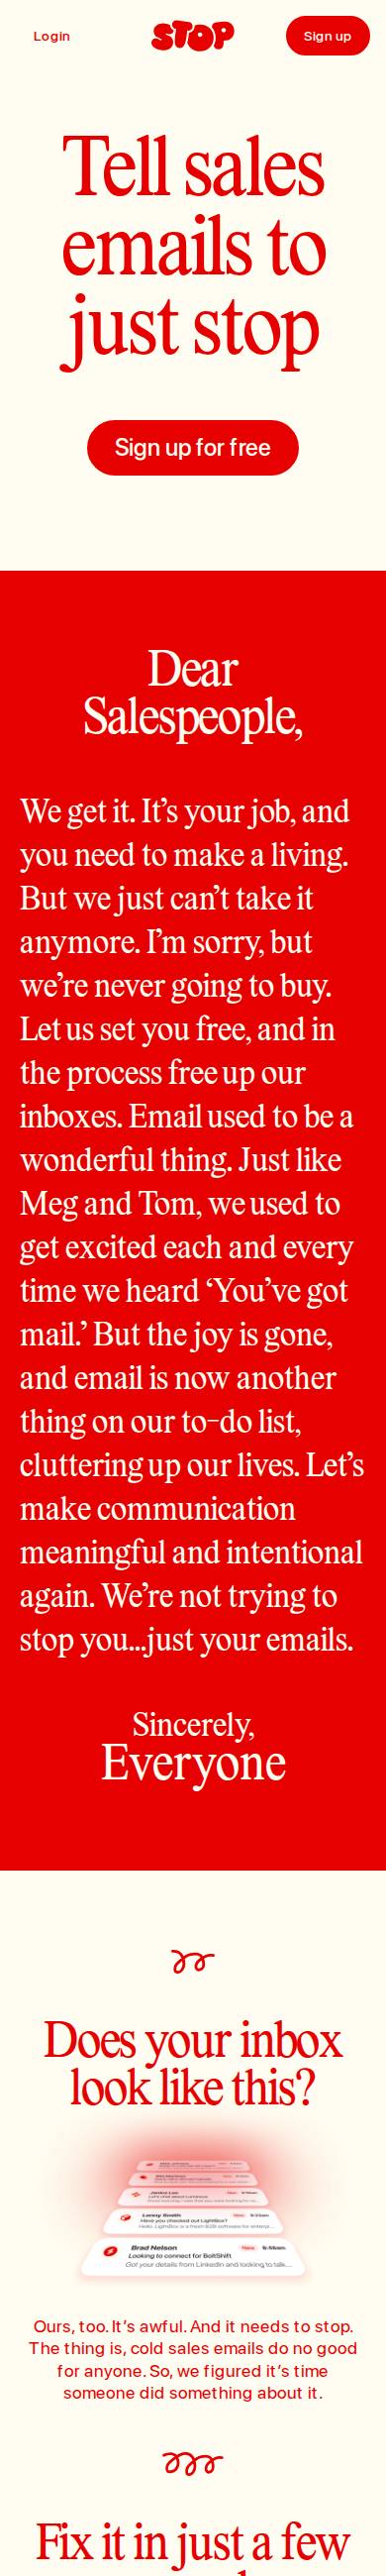 Login
STOP
Sign up
Tell sales
emails to
just stop
Sign up for free
Dear
Salespeople,
We get it. It’s your job, and
you need to make a living.
But we just can’t take it
anymore. I’m sorry, but
we’re never going to buy.
Let us set you free, and in
the process free up our
inboxes. Email used to be a
wonderful thing. Just like
Meg and Tom, we used to
get excited each and every
time we heard ‘You’ve got
mail.’ But the joy is gone,
and email is now another
thing on our to-do list,
cluttering up our lives. Let’s
make communication
meaningful and intentional
again. We’re not trying to
stop you...just your emails.
Sincerely,
Everyone
Does your inbox
look like this?
Lenny Smith
Have you checked out LightBox?
Brad Nelson
Looking to connect for BoltShift
Got your details from LinkedIn and looking to talk...
Ours, too. It’s awful. And it needs to stop.
The thing is, cold sales emails do no good
for anyone. So, we figured it’s time
someone did something about it.
Fix it in just a few